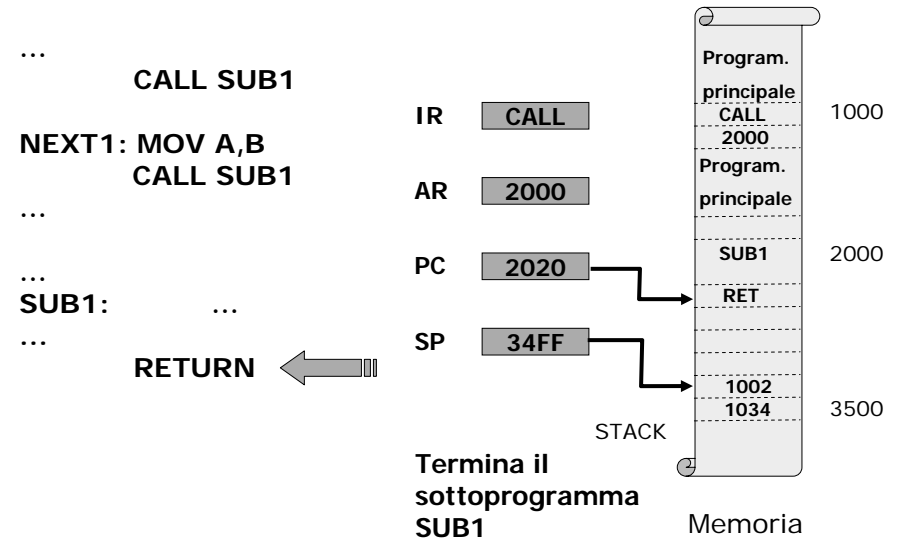 ...
CALL SUB1
NEXT1: MOV A,B
CALL SUB1
...
...
SUB1: ...
...
RETURN
IR CALL
AR 2000
PC 2020
SP 34FF
STACK
Termina il
sottoprogramma
SUB1
Program.
principale
CALL 1000
2000
Program.
principale
SUB1 2000
RET
1002
1034 3500
Memoria